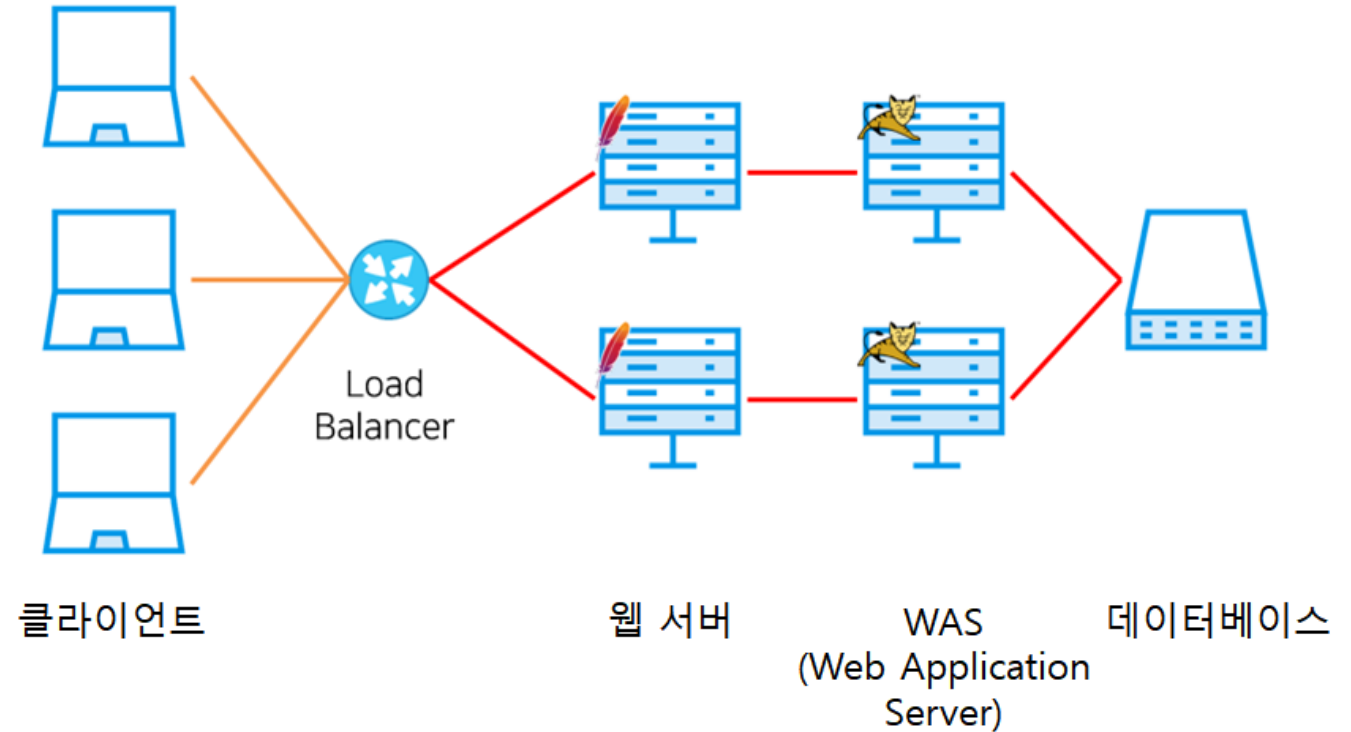 Load
Balancer
클라이언트
웹 서버
WAS
(Web Application
Server)
데이터베이스